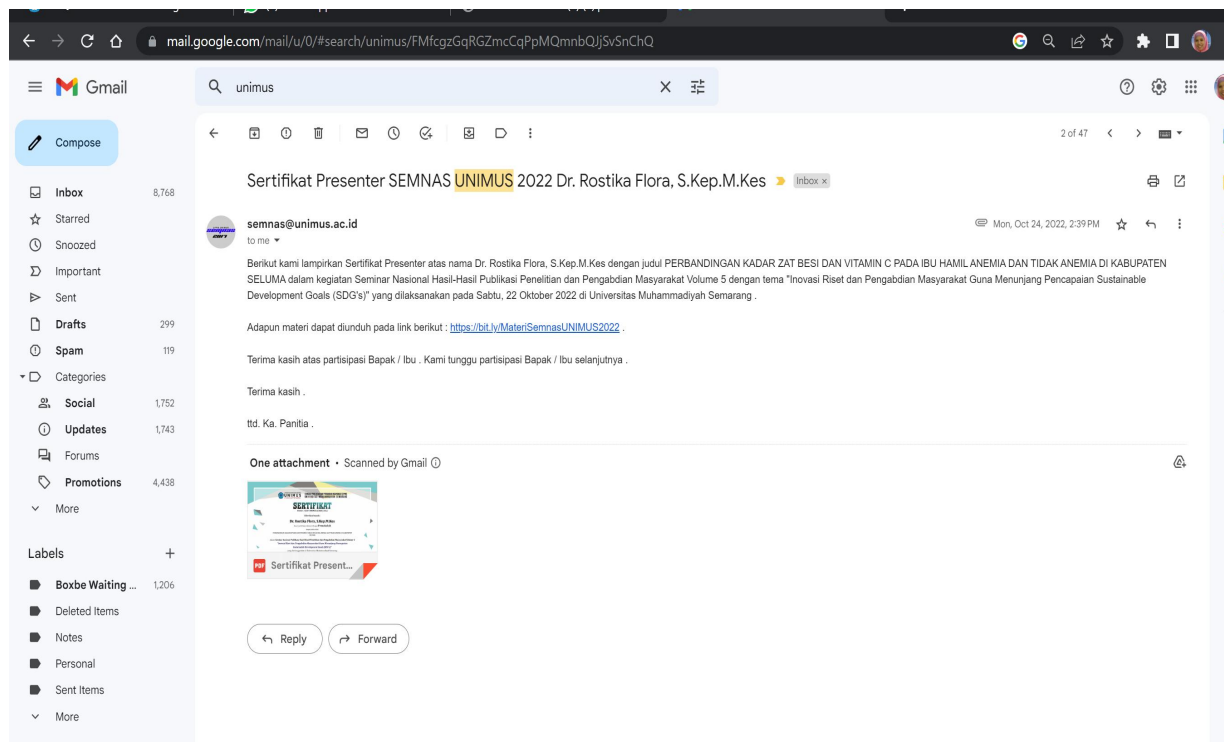 mail.google.com/mail/u/0/#search/unimus/FMfcgzGqRGZmcCqPpMQmnbQJjSvSnChQ
Gmail
unimus
Compose
2 of 47
Inbox 8,768
Starred
Snoozed
Important
Sent
Drafts 299
Spam 119
Categories
Social 1,752
Updates 1,743
Forums
Promotions 4,438
More
Labels
Boxbe Waiting ... 1,206
Deleted Items
Notes
Personal
Sent Items
More
Sertifikat Presenter SEMNAS UNIMUS 2022 Dr. Rostika Flora, S.Kep.M.Kes Inbox x
semnas@unimus.ac.id
Mon, Oct 24, 2022, 2:39 PM
to me
Berikut kami lampirkan Sertifikat Presenter atas nama Dr. Rostika Flora, S.Kep.M.Kes dengan judul PERBANDINGAN KADAR ZAT BESI DAN VITAMIN C PADA IBU HAMIL ANEMIA DAN TIDAK ANEMIA DI KABUPATEN
SELUMA dalam kegiatan Seminar Nasional Hasil-Hasil Publikasi Penelitian dan Pengabdian Masyarakat Volume 5 dengan tema "Inovasi Riset dan Pengabdian Masyarakat Guna Menunjang Pencapaian Sustainable
Development Goals (SDG's)" yang dilaksanakan pada Sabtu, 22 Oktober 2022 di Universitas Muhammadiyah Semarang .
Adapun materi dapat diunduh pada link berikut : https://bit.ly/MateriSemnasUNIMUS2022 .
Terima kasih atas partisipasi Bapak / Ibu . Kami tunggu partisipasi Bapak / Ibu selanjutnya .
Terima kasih .
ttd. Ka. Panitia .
One attachment • Scanned by Gmail
UNIMUS
SERTIFIKAT
Dr. Rostika Flora, S.Kep.M.Kes
PDF Sertifikat Present...
Reply
Forward